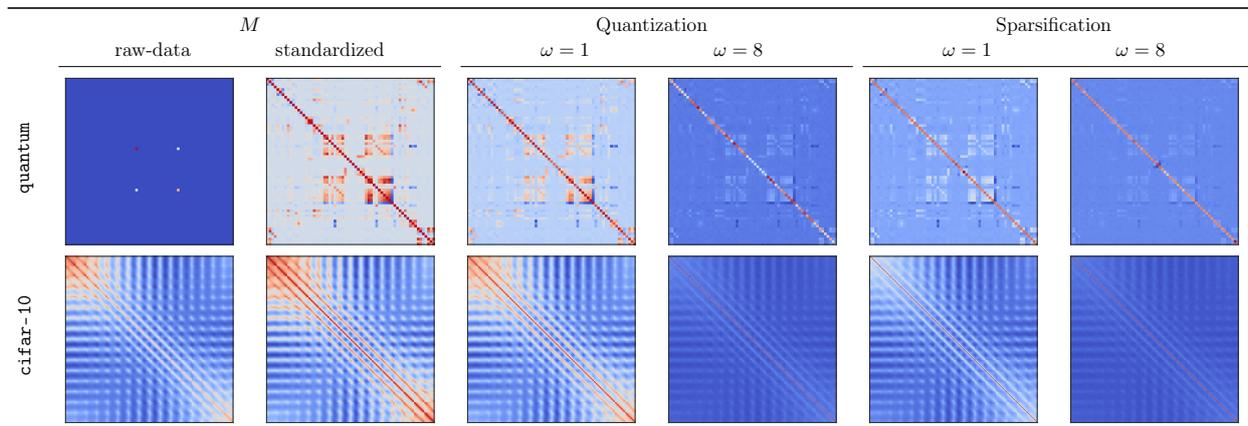 M Quantization Sparsification
raw-data standardized ω = 1 ω = 8 ω = 1 ω = 8
quantum
cifar-10